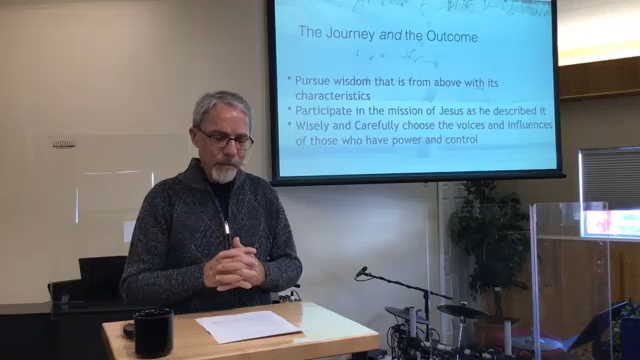 The Journey and the Outcome
* Pursue wisdom that is from above with its
characteristics
* Participate in the mission of Jesus as he described it
* Wisely and Carefully choose the voices and influences
of those who have power and control